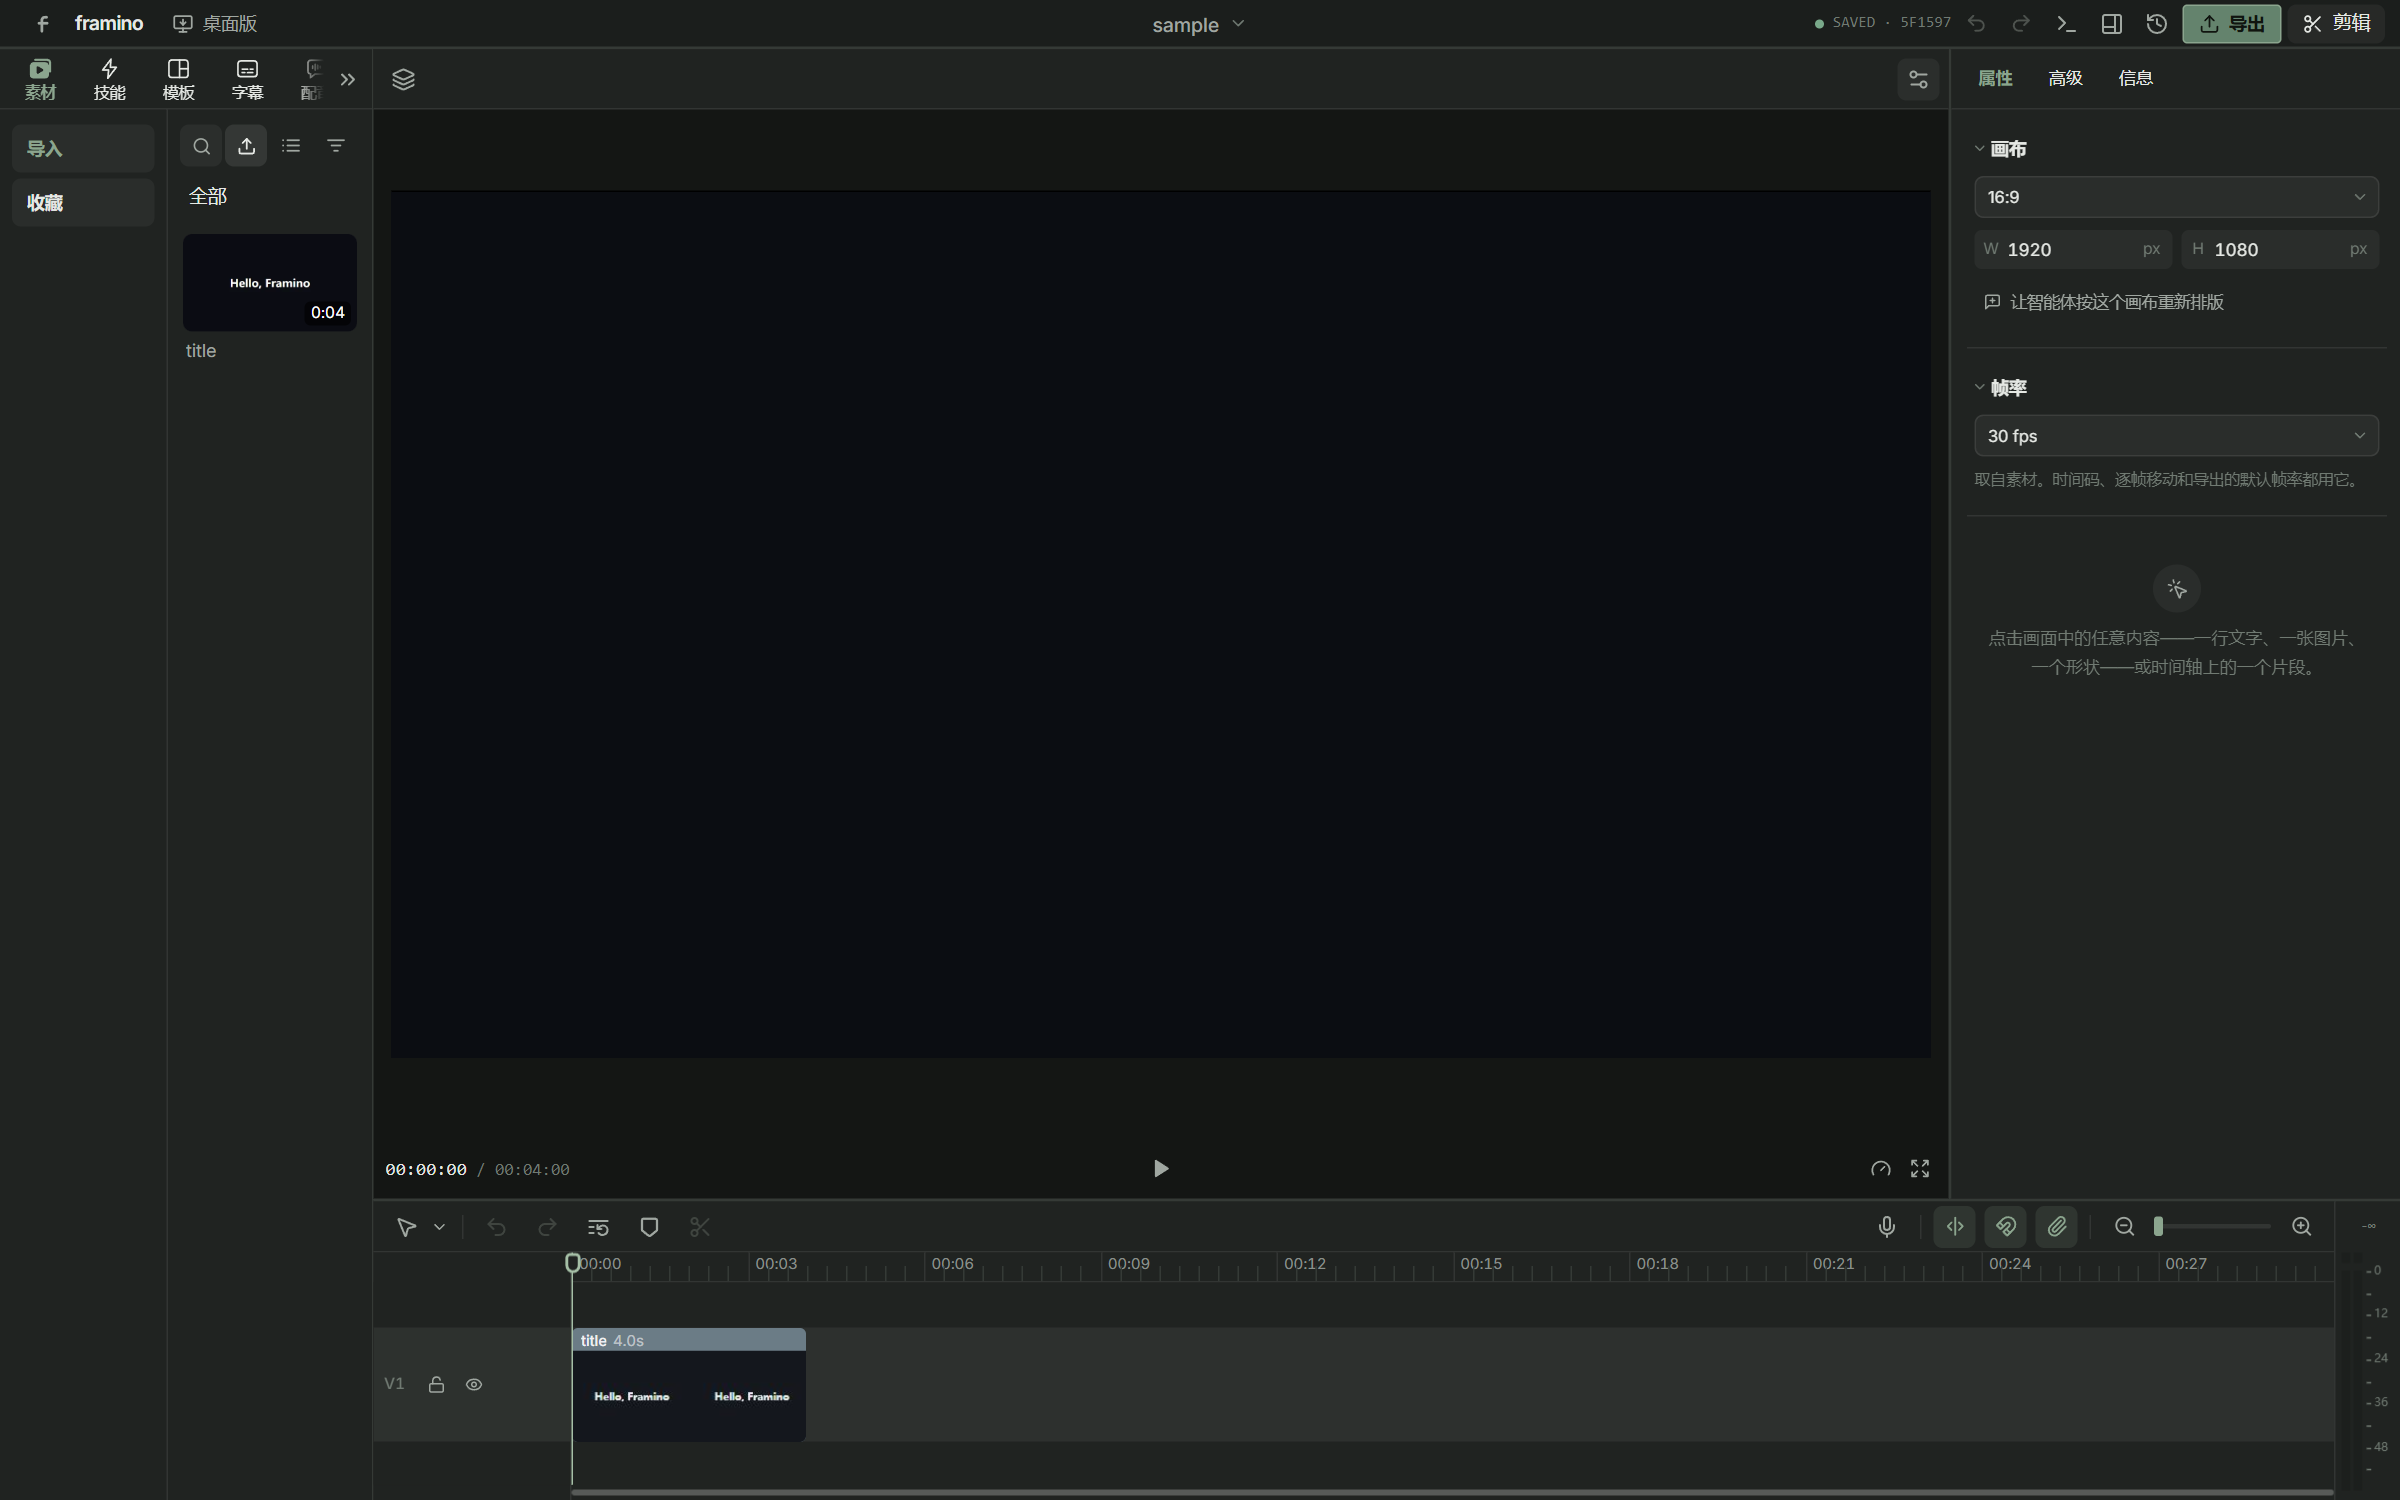 framino
桌面版
sample
SAVED · 5F1597
导出
剪辑
素材
技能
模板
字幕
属性
高级
信息
导入
收藏
全部
Hello, Framino
0:04
title
画布
16:9
W 1920 px
H 1080 px
让智能体按这个画布重新排版
帧率
30 fps
取自素材。时间码、逐帧移动和导出的默认帧率都用它。
点击画面中的任意内容——一行文字、一张图片、
一个形状——或时间轴上的一个片段。
00:00:00 / 00:04:00
00:00 00:03 00:06 00:09 00:12 00:15 00:18 00:21 00:24 00:27
title 4.0s
V1
Hello, Framino Hello, Framino
-∞
-0
-12
-24
-36
-48